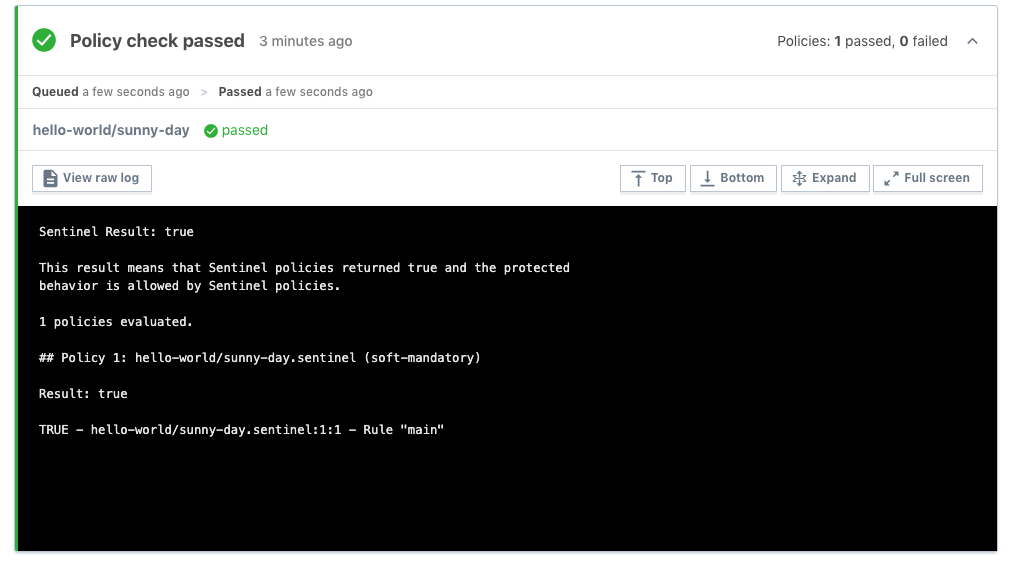 Policy check passed 3 minutes ago Policies: 1 passed, 0 failed
Queued a few seconds ago > Passed a few seconds ago
hello-world/sunny-day passed
View raw log Top Bottom Expand Full screen
Sentinel Result: true
This result means that Sentinel policies returned true and the protected
behavior is allowed by Sentinel policies.
1 policies evaluated.
## Policy 1: hello-world/sunny-day.sentinel (soft-mandatory)
Result: true
TRUE - hello-world/sunny-day.sentinel:1:1 - Rule "main"